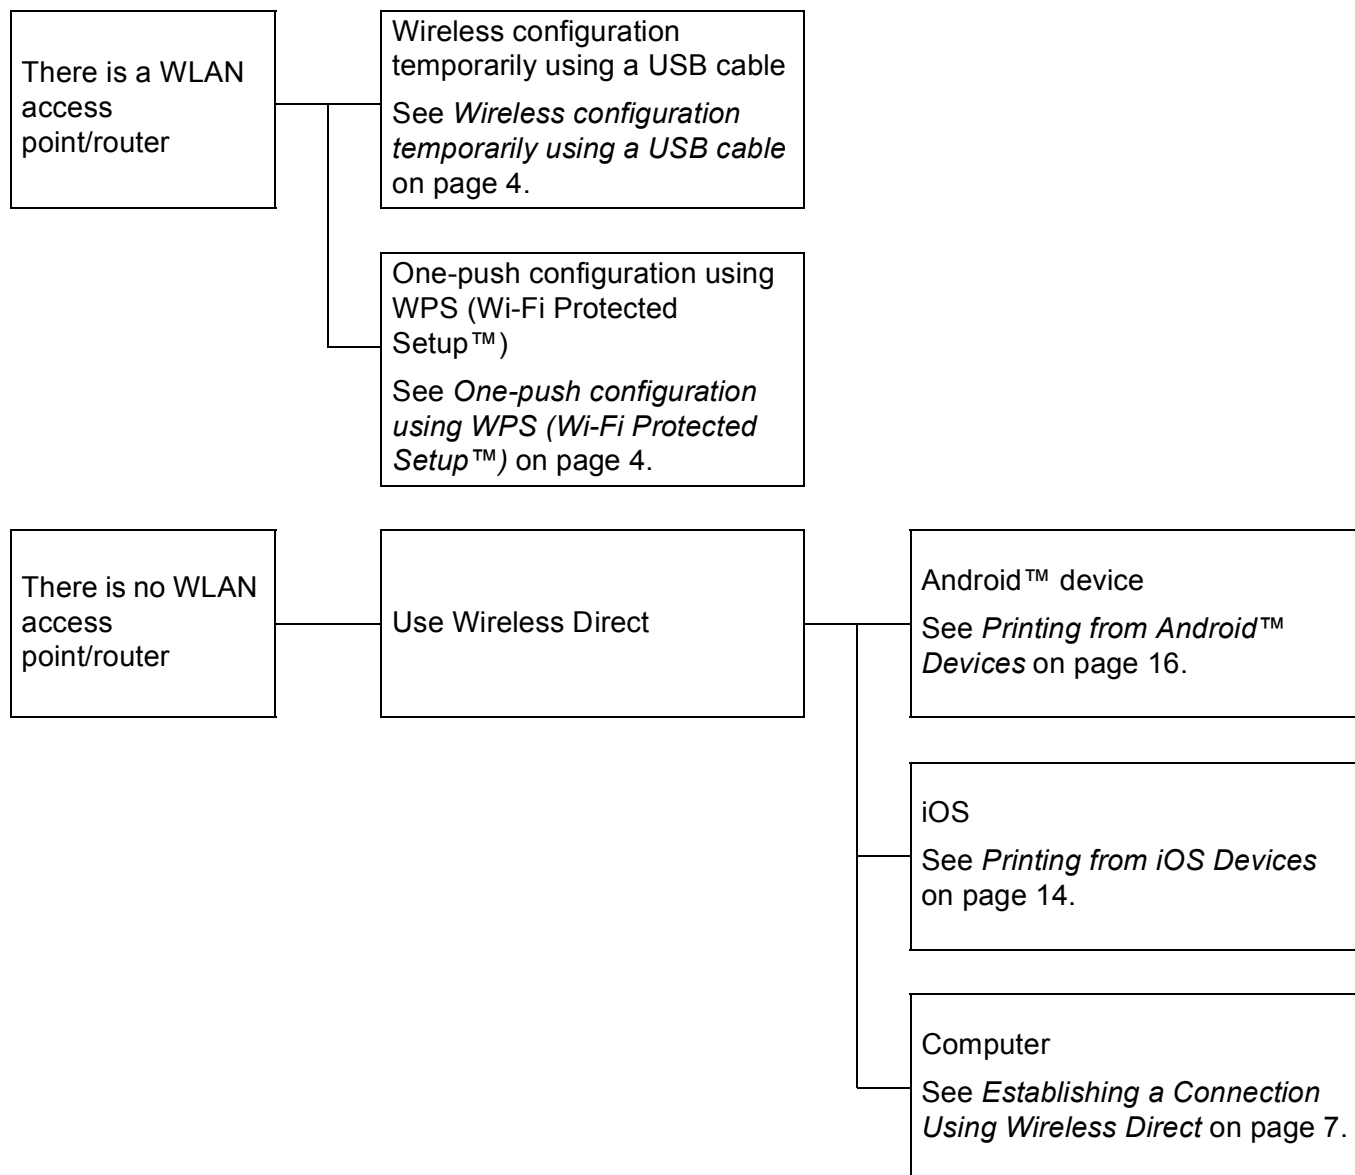 There is a WLAN
access
point/router
Wireless configuration
temporarily using a USB cable
See Wireless configuration
temporarily using a USB cable
on page 4.
One-push configuration using
WPS (Wi-Fi Protected
Setup™)
See One-push configuration
using WPS (Wi-Fi Protected
Setup™) on page 4.
There is no WLAN
access
point/router
Use Wireless Direct
Android™ device
See Printing from Android™
Devices on page 16.
iOS
See Printing from iOS Devices
on page 14.
Computer
See Establishing a Connection
Using Wireless Direct on page 7.